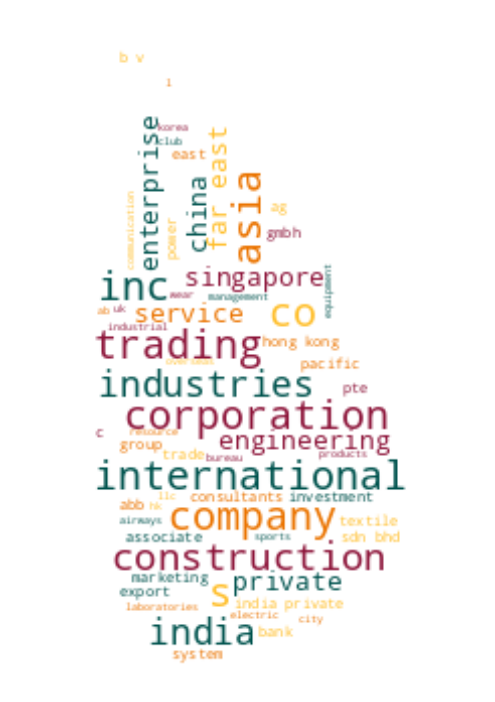 b v
l
korea
club
enterprise
east
far east
china
asia
communication
power
ag
gmbh
singapore
equipment
inc
wear
management
ab uk
service
co
industrial
trading
hong kong
overseas
pacific
industries
pte
corporation
c
resource
engineering
group
trade
bureau
products
international
llc
consultants
investment
abb
hk
company
airways
textile
associate
sports
sdn bhd
construction
marketing
private
export
s
laboratories
india private
electric
city
india
bank
system